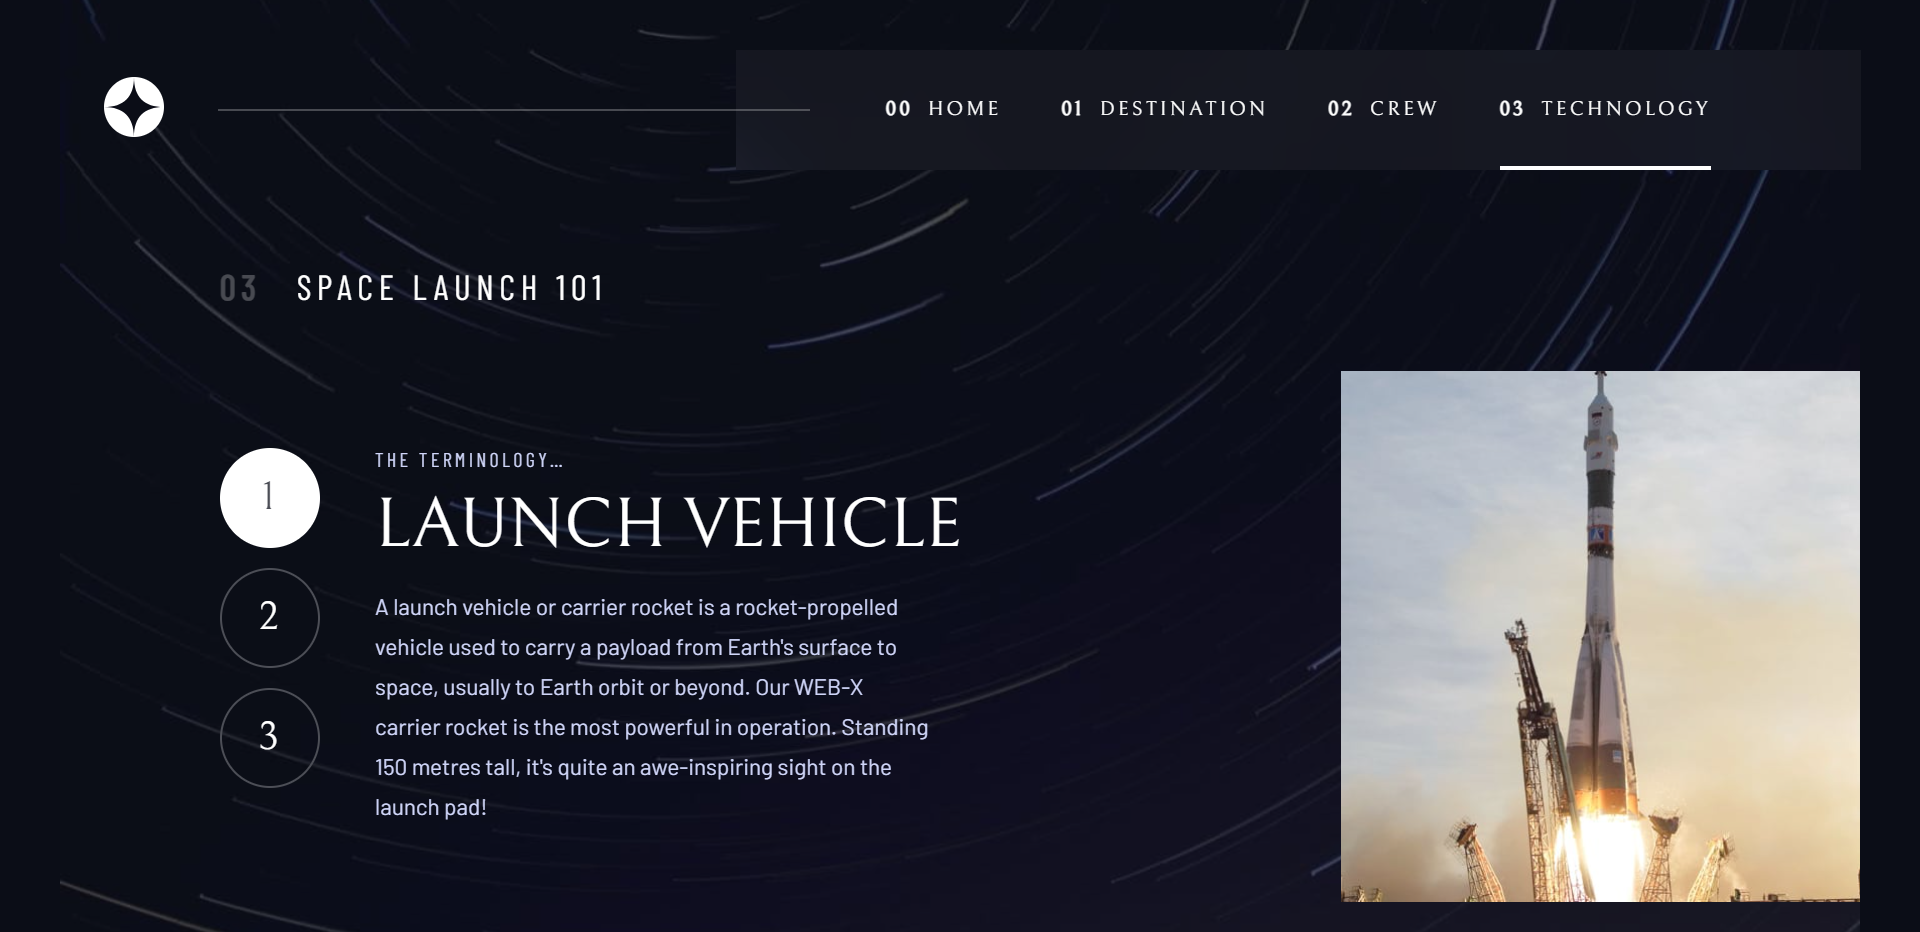 00 HOME 01 DESTINATION 02 CREW 03 TECHNOLOGY
03 SPACE LAUNCH 101
1
2
3
THE TERMINOLOGY...
LAUNCH VEHICLE
A launch vehicle or carrier rocket is a rocket-propelled
vehicle used to carry a payload from Earth's surface to
space, usually to Earth orbit or beyond. Our WEB-X
carrier rocket is the most powerful in operation. Standing
150 metres tall, it's quite an awe-inspiring sight on the
launch pad!